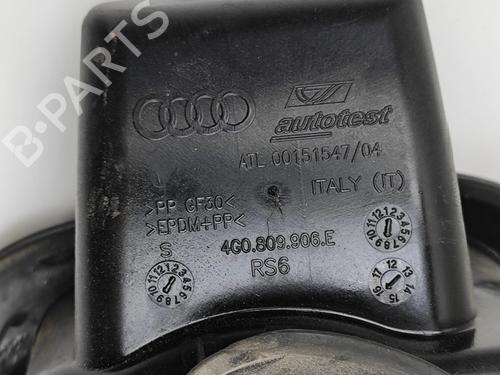 B-PARTS
autotest
ATL 00151547/04
ITALY (IT)
>PP GF30<
>EPDM+PP<
S
4G0.809.906.E
RS6